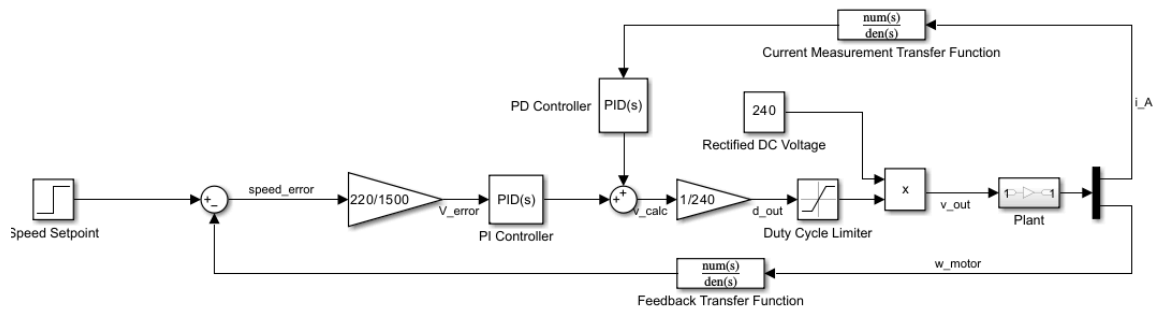 num(s)
den(s)
Current Measurement Transfer Function
PD Controller
PID(s)
240
Rectified DC Voltage
i_A
speed_error
220/1500
V_error
PID(s)
PI Controller
+
+
v_calc
1/240
d_out
Duty Cycle Limiter
x
v_out
1
1
Plant
+
−
Speed Setpoint
num(s)
den(s)
Feedback Transfer Function
w_motor